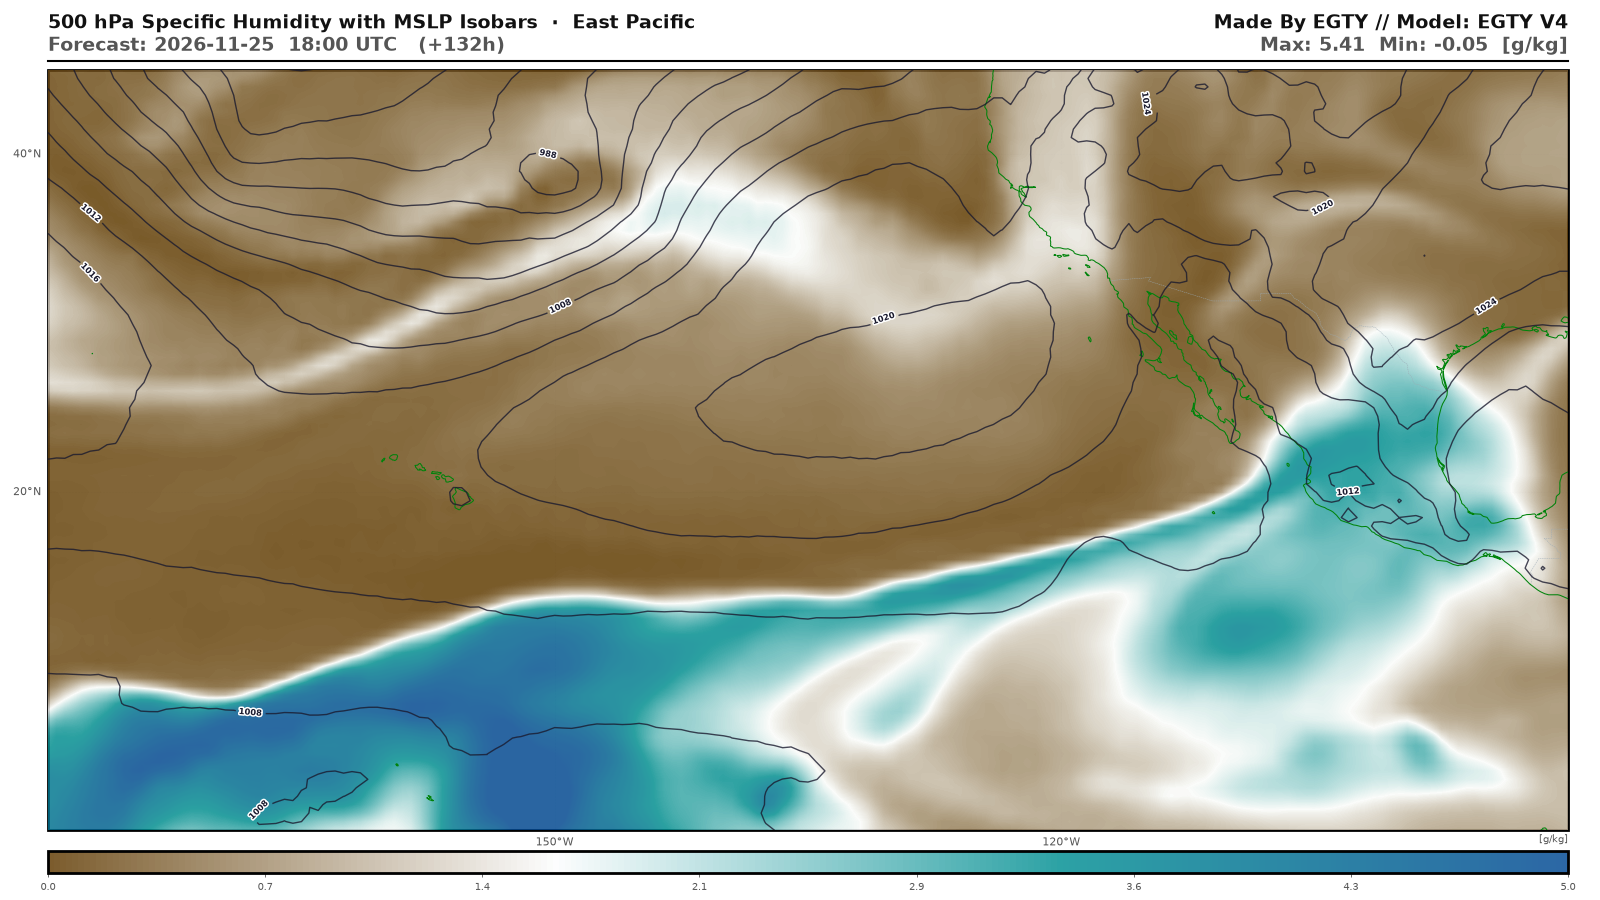 500 hPa Specific Humidity with MSLP Isobars · East Pacific
Made By EGTY // Model: EGTY V4
Forecast: 2026-11-25 18:00 UTC (+132h)
Max: 5.41 Min: -0.05 [g/kg]
1024
988
40°N
1020
1012
1016
1008
1024
1020
1012
20°N
1008
1008
150°W
120°W
[g/kg]
0.0
0.7
1.4
2.1
2.9
3.6
4.3
5.0